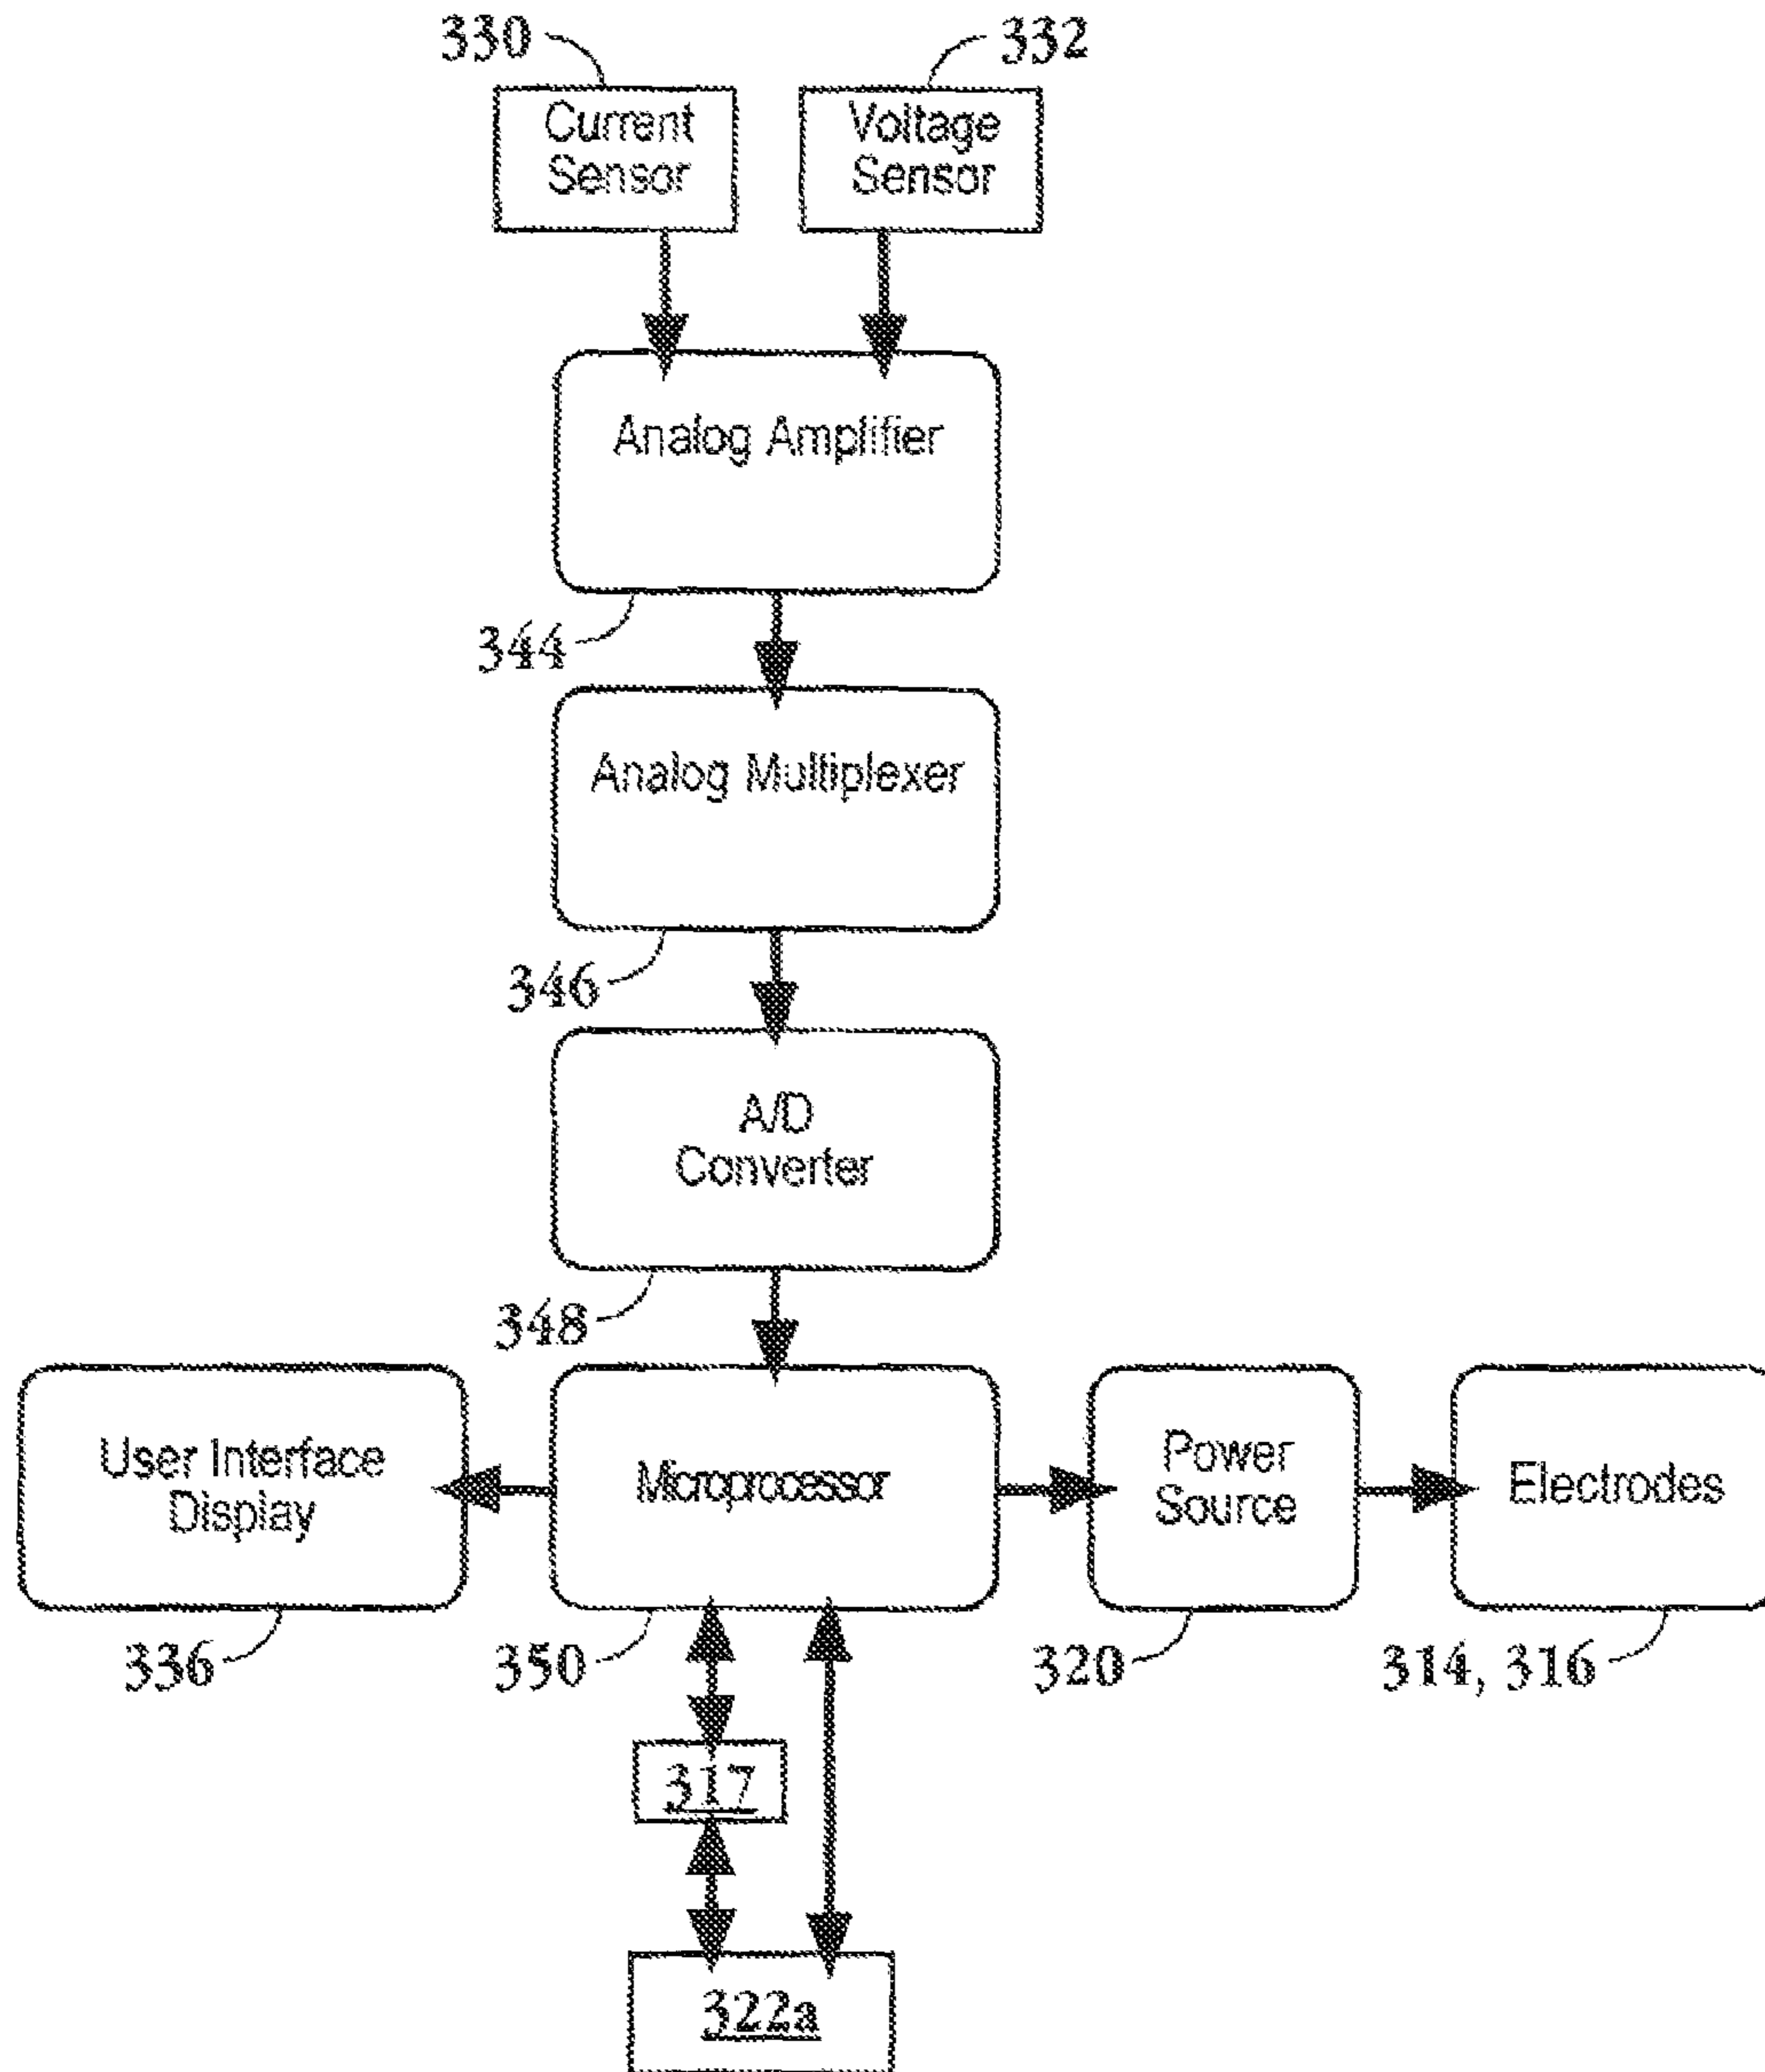 330
332
Current
Sensor
Voltage
Sensor
Analog Amplifier
344
Analog Multiplexer
346
A/D
Converter
348
User Interface
Display
Microprocessor
Power
Source
Electrodes
336
350
320
314, 316
317
322a